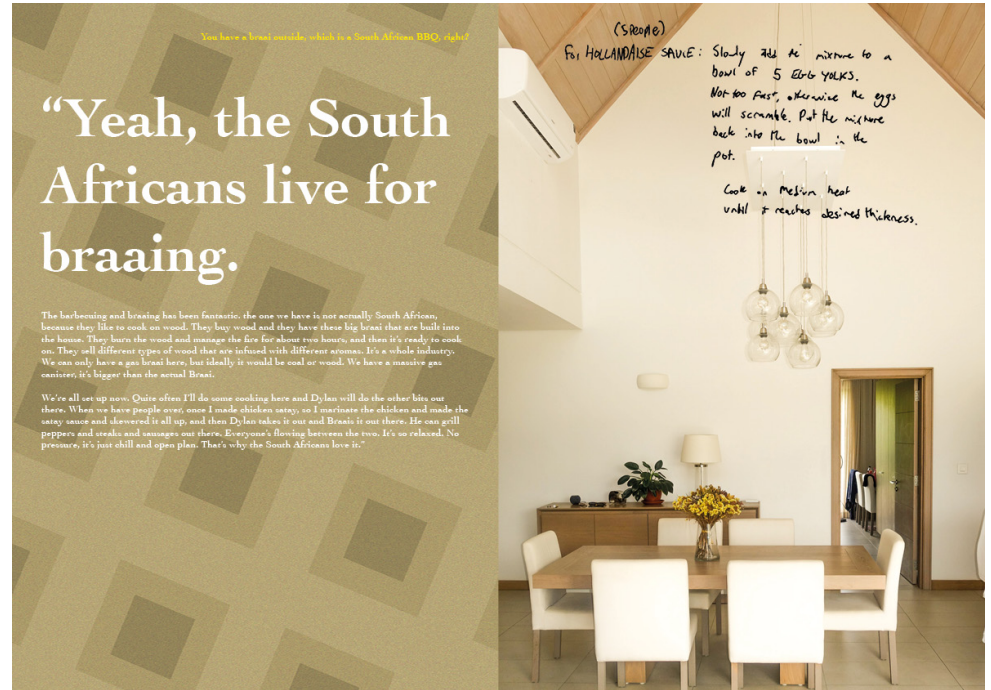 You have a braai outside, which is a South African BBQ, right?
“Yeah, the South
Africans live for
braaing.
The barbecuing and braaing has been fantastic. the one we have is not actually South African,
because they like to cook on wood. They buy wood and they have these big braai that are built into
the house. They burn the wood and manage the fire for about two hours, and then it's ready to cook
on. They sell different types of wood that are infused with different aromas. It's a whole industry.
We can only have a gas braai here, but ideally it would be coal or wood. We have a massive gas
canister, it's bigger than the actual Braai.
We're all set up now. Quite often I'll do some cooking here and Dylan will do the other bits out
there. When we have people over, once I made chicken satay, so I marinate the chicken and made the
satay sauce and skewered it all up, and then Dylan takes it out and Braais it out there. He can grill
peppers and steaks and sausages out there. Everyone's flowing between the two. It's so relaxed. No
pressure, it's just chill and open plan. That's why the South Africans love it.”
(5 PEOPLE)
FOR HOLLANDAISE SAUCE: Slowly add the mixture to a
bowl of 5 EGG YOLKS.
Not too fast, otherwise the eggs
will scramble. Put the mixture
back into the bowl in the
pot.
Cook on medium heat
until it reaches desired thickness.